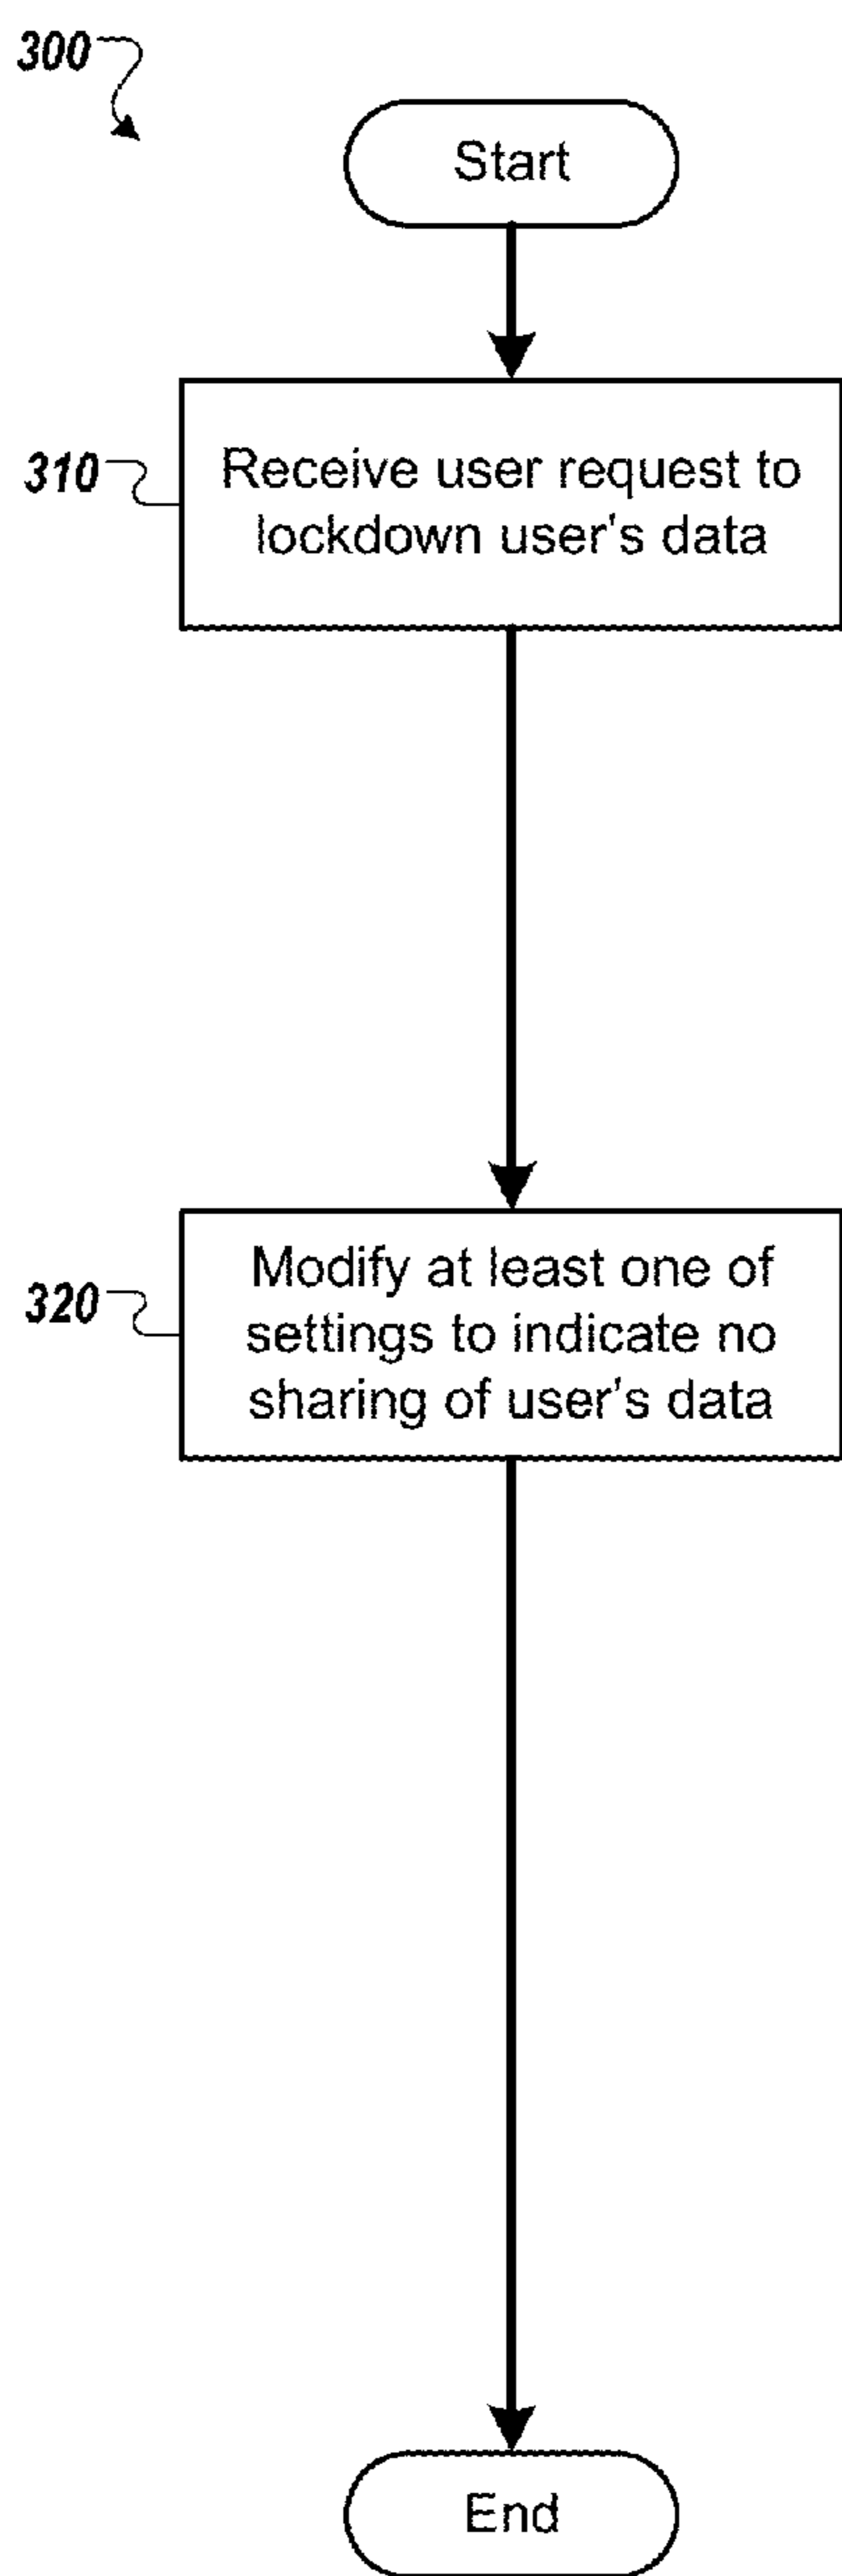 300
Start
310
Receive user request to
lockdown user's data
320
Modify at least one of
settings to indicate no
sharing of user's data
End